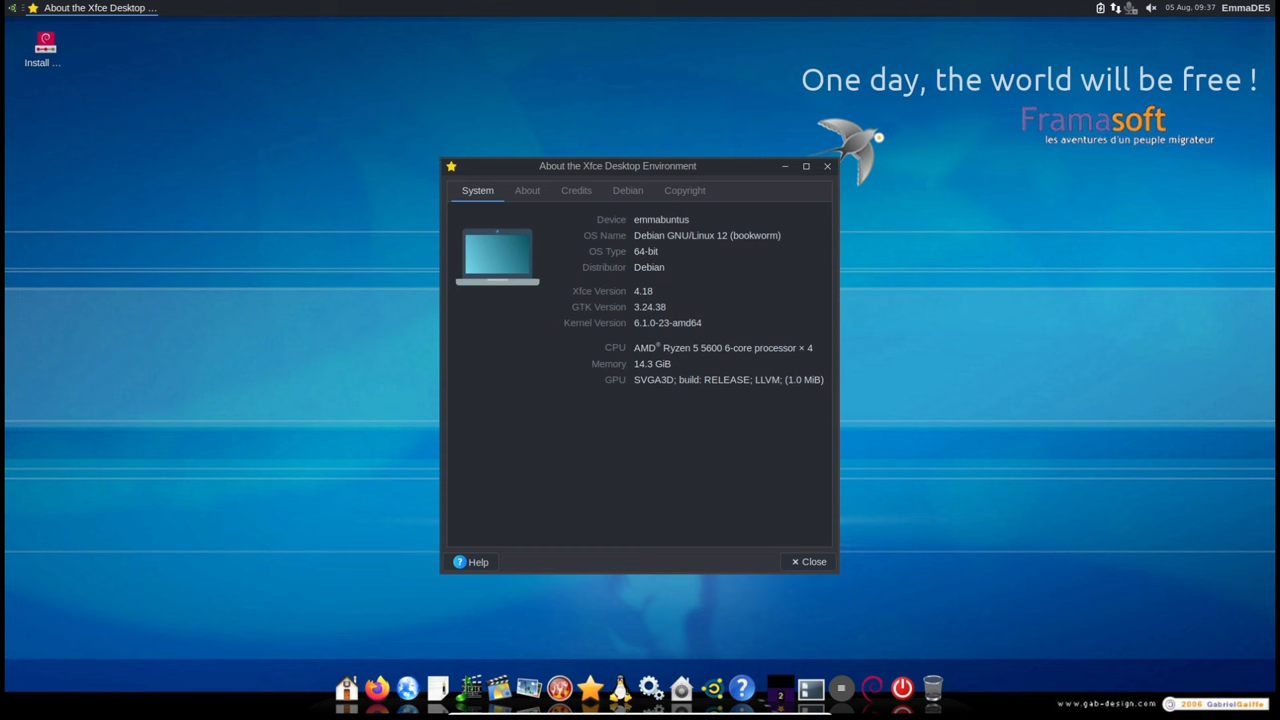 About the Xfce Desktop ...
05 Aug, 09:37 EmmaDE5
Install ...
One day, the world will be free !
Framasoft
les aventures d'un peuple migrateur
About the Xfce Desktop Environment
System About Credits Debian Copyright
Device emmabuntus
OS Name Debian GNU/Linux 12 (bookworm)
OS Type 64-bit
Distributor Debian
Xfce Version 4.18
GTK Version 3.24.38
Kernel Version 6.1.0-23-amd64
CPU AMD® Ryzen 5 5600 6-core processor × 4
Memory 14.3 GiB
GPU SVGA3D; build: RELEASE; LLVM; (1.0 MiB)
? Help
Close
?
2
www.gab-design.com 2006 GabrielGaiffe